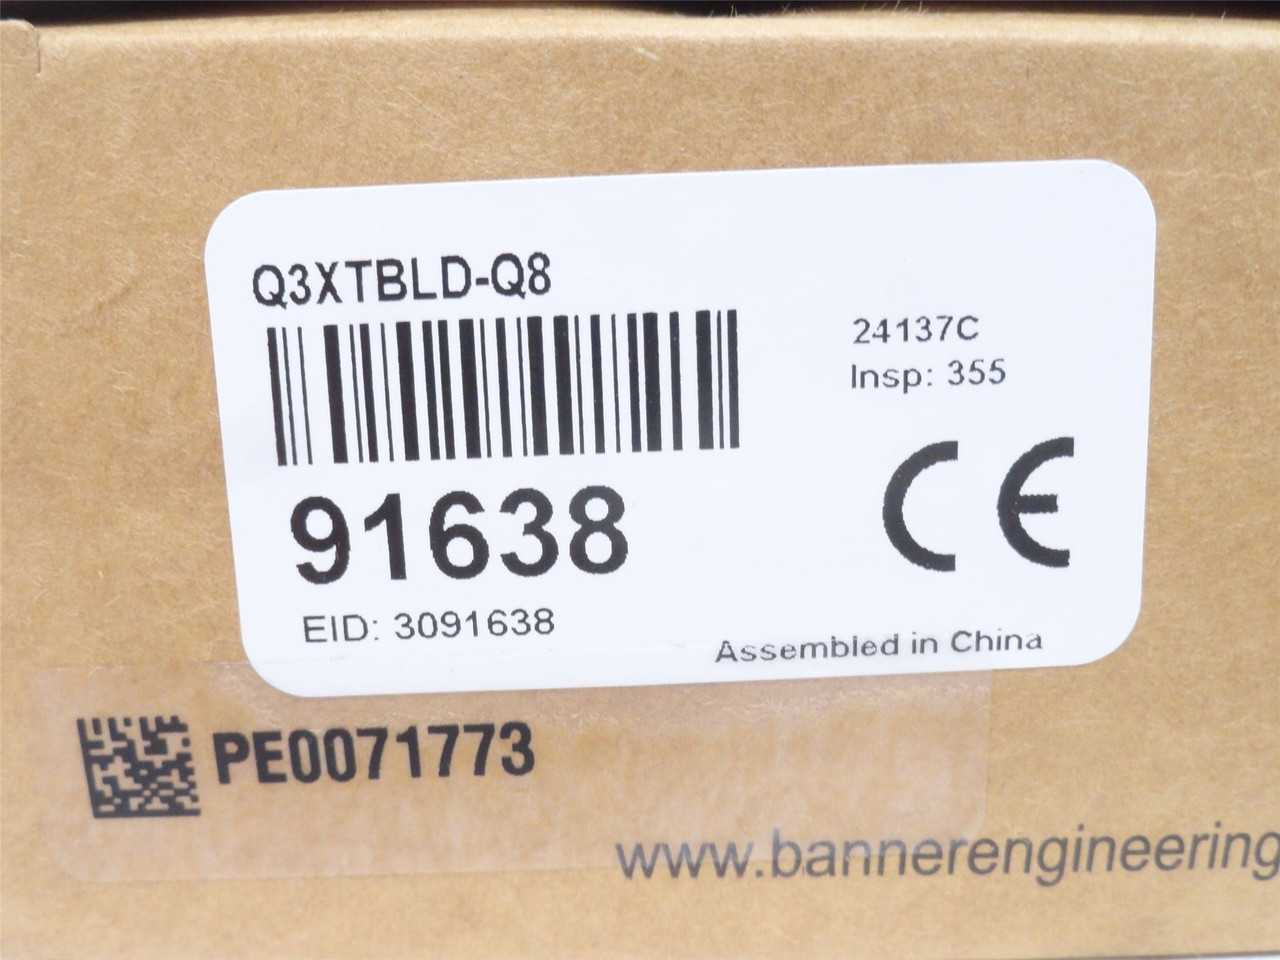 Q3XTBLD-Q8
24137C
Insp: 355
91638
CE
EID: 3091638
Assembled in China
PE0071773
www.bannerengineering